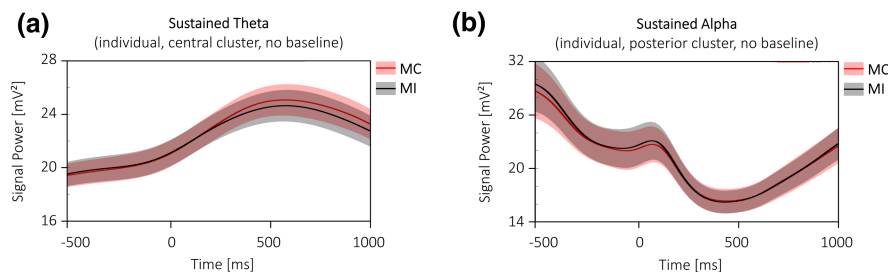 (a)
Sustained Theta
(individual, central cluster, no baseline)
28
24
20
16
Signal Power [mV²]
-500
0
500
1000
Time [ms]
MC
MI
(b)
Sustained Alpha
(individual, posterior cluster, no baseline)
32
26
20
14
Signal Power [mV²]
-500
0
500
1000
Time [ms]
MC
MI